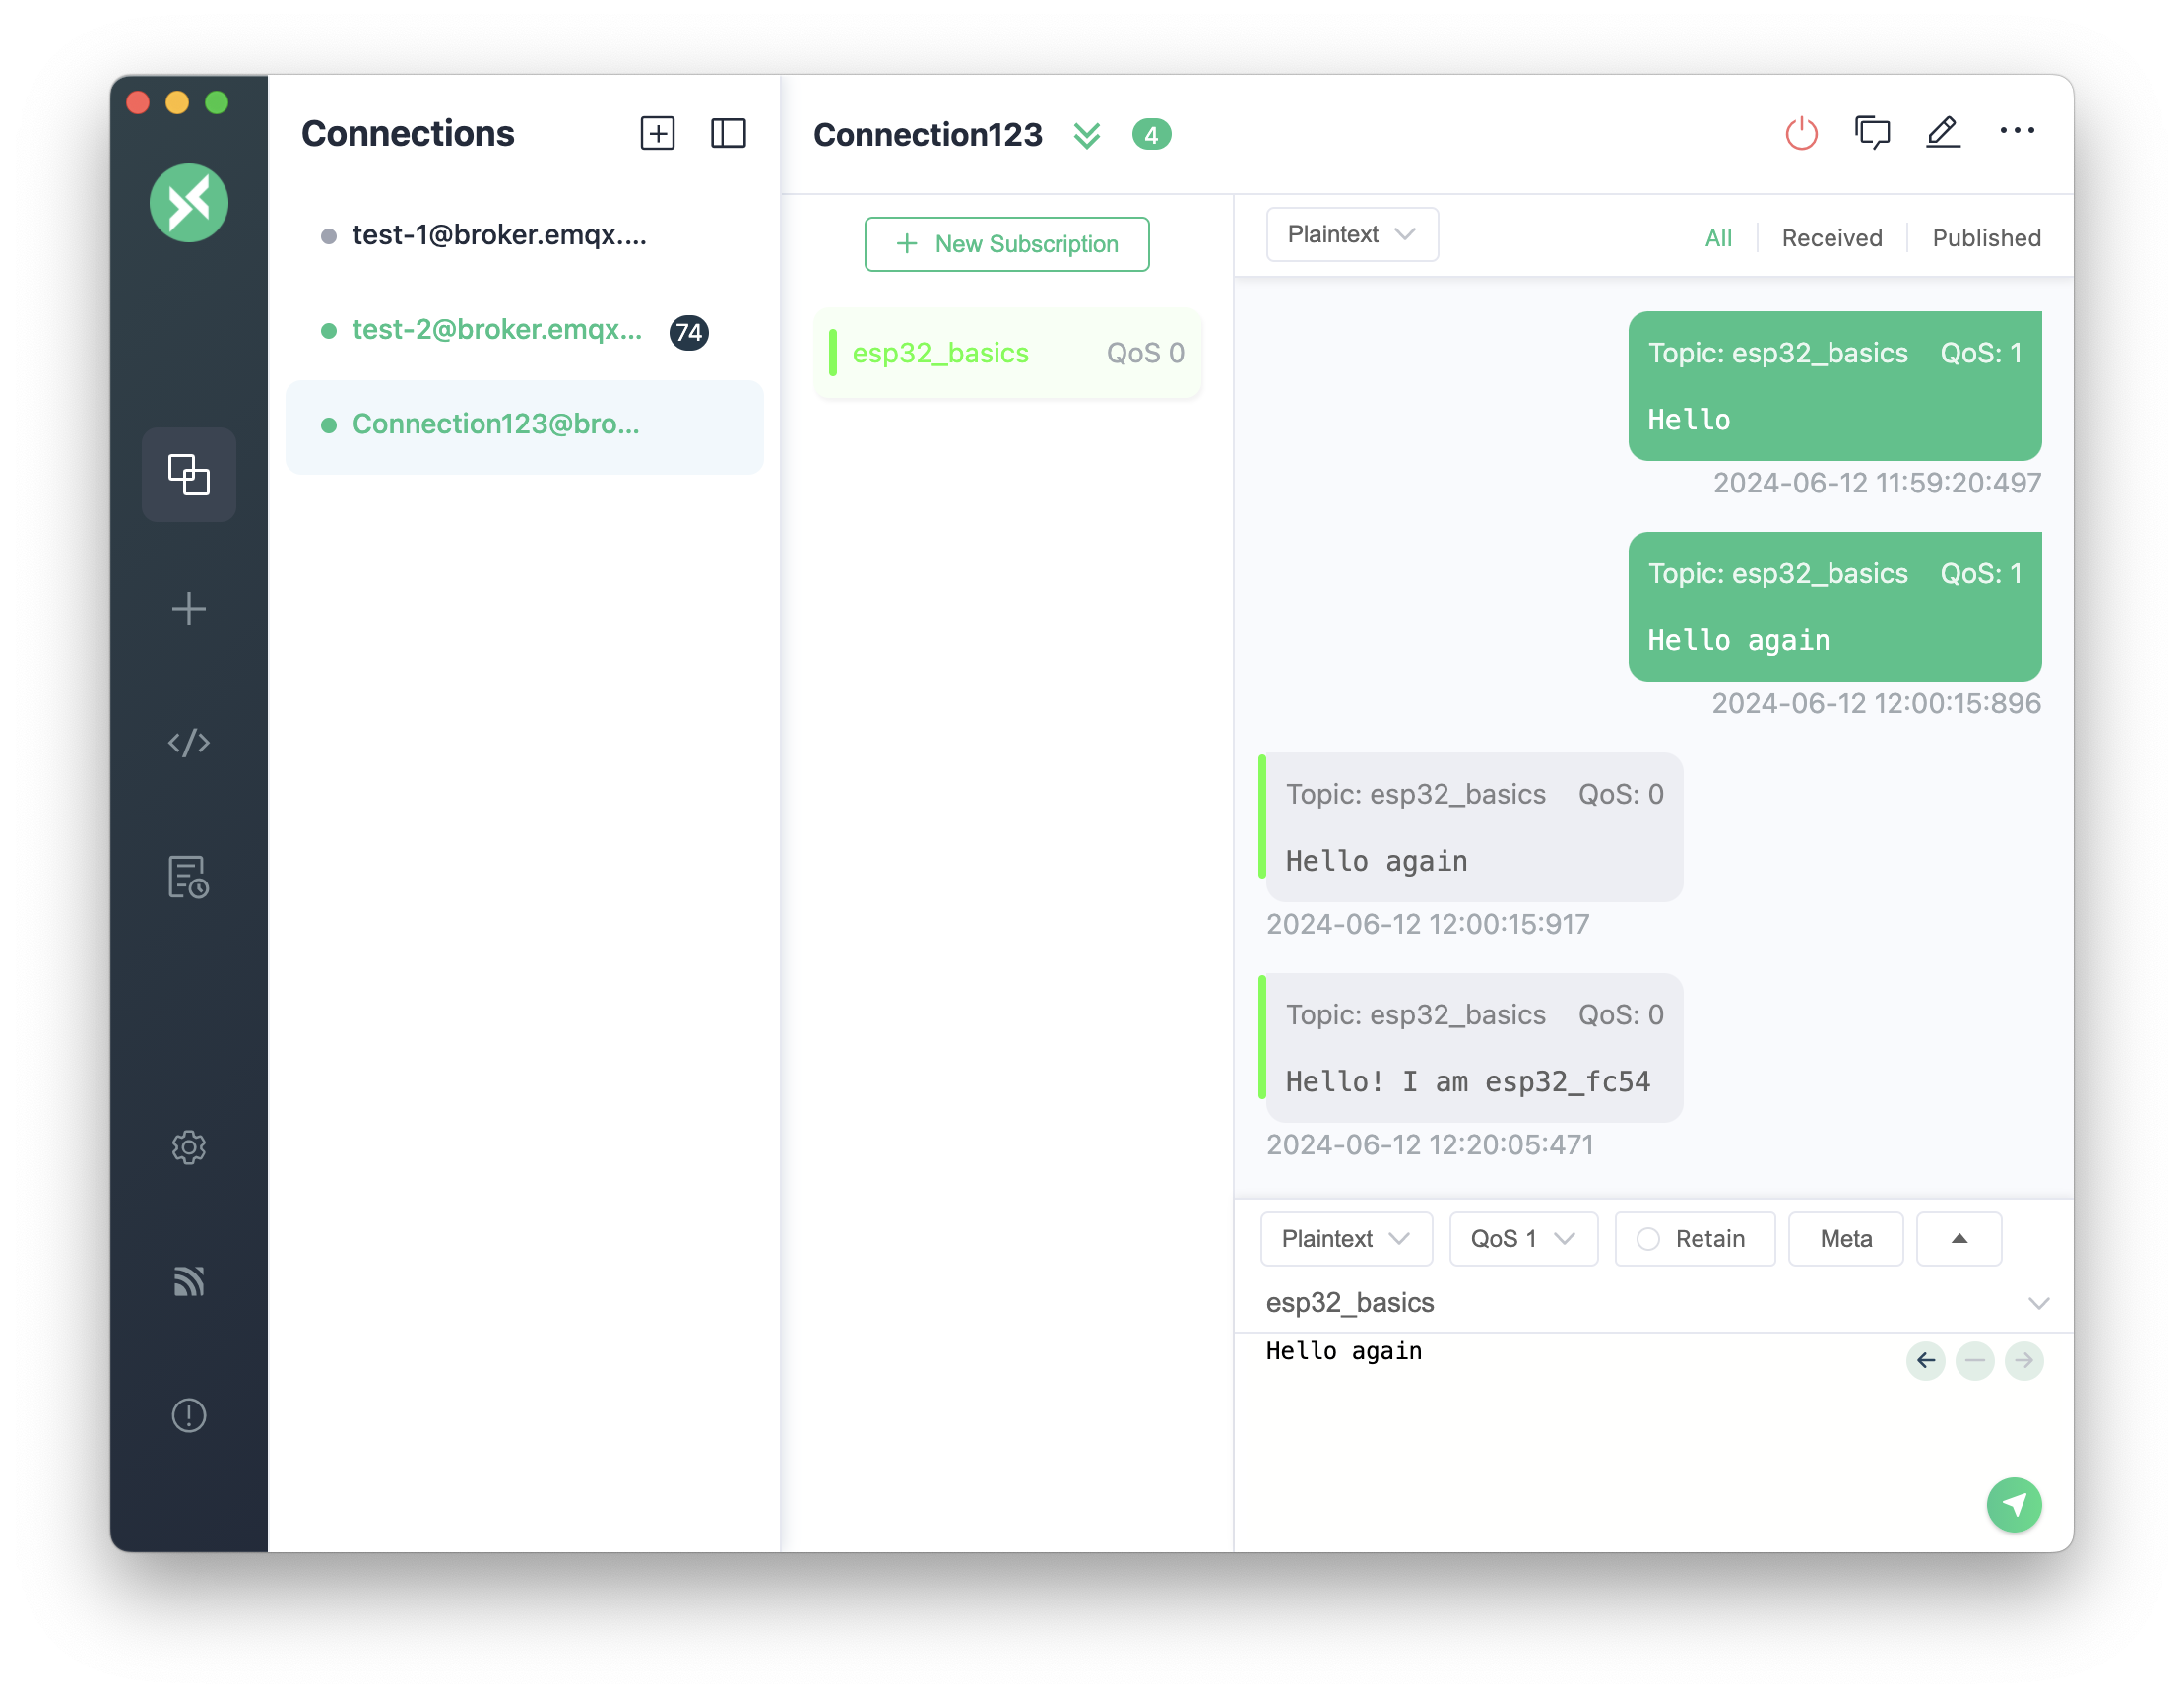 Connections
test-1@broker.emqx....
test-2@broker.emqx... 74
Connection123@bro...
Connection123 4
New Subscription
esp32_basics QoS 0
Plaintext All Received Published
Topic: esp32_basics QoS: 1
Hello
2024-06-12 11:59:20:497
Topic: esp32_basics QoS: 1
Hello again
2024-06-12 12:00:15:896
Topic: esp32_basics QoS: 0
Hello again
2024-06-12 12:00:15:917
Topic: esp32_basics QoS: 0
Hello! I am esp32_fc54
2024-06-12 12:20:05:471
Plaintext QoS 1 Retain Meta
esp32_basics
Hello again